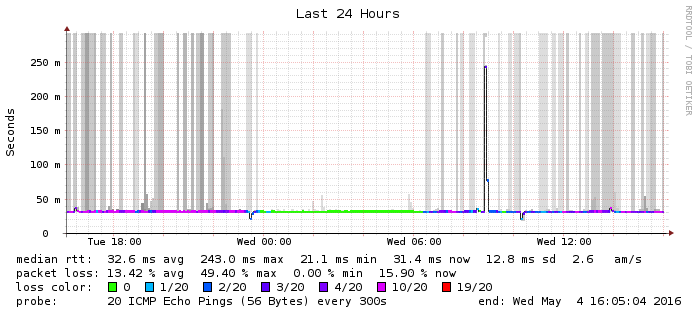 Last 24 Hours
RRDTOOL / TOBI OETIKER
Seconds
250 m
200 m
150 m
100 m
50 m
0
Tue 18:00 Wed 00:00 Wed 06:00 Wed 12:00
median rtt: 32.6 ms avg 243.0 ms max 21.1 ms min 31.4 ms now 12.8 ms sd 2.6 am/s
packet loss: 13.42 % avg 49.40 % max 0.00 % min 15.90 % now
loss color: 0 1/20 2/20 3/20 4/20 10/20 19/20
probe: 20 ICMP Echo Pings (56 Bytes) every 300s end: Wed May 4 16:05:04 2016